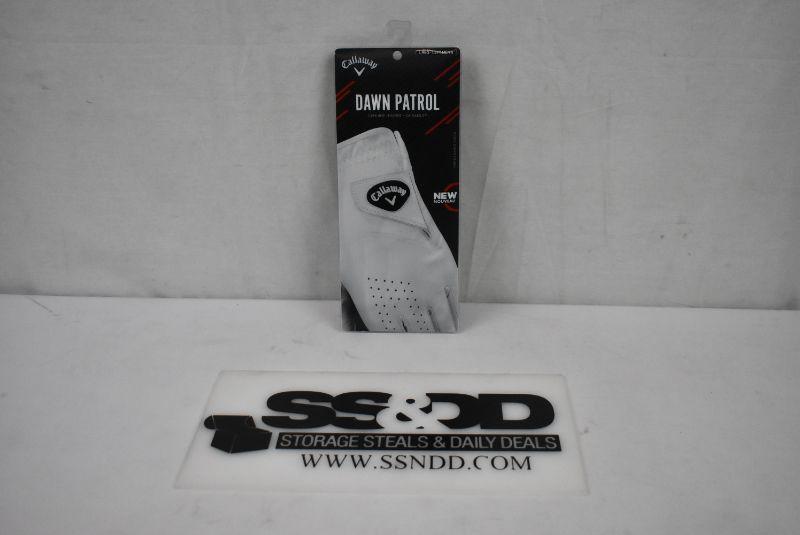 Callaway
DAWN PATROL
Callaway
NEW
NOUVEAU
SS&DD
STORAGE STEALS & DAILY DEALS
WWW.SSNDD.COM